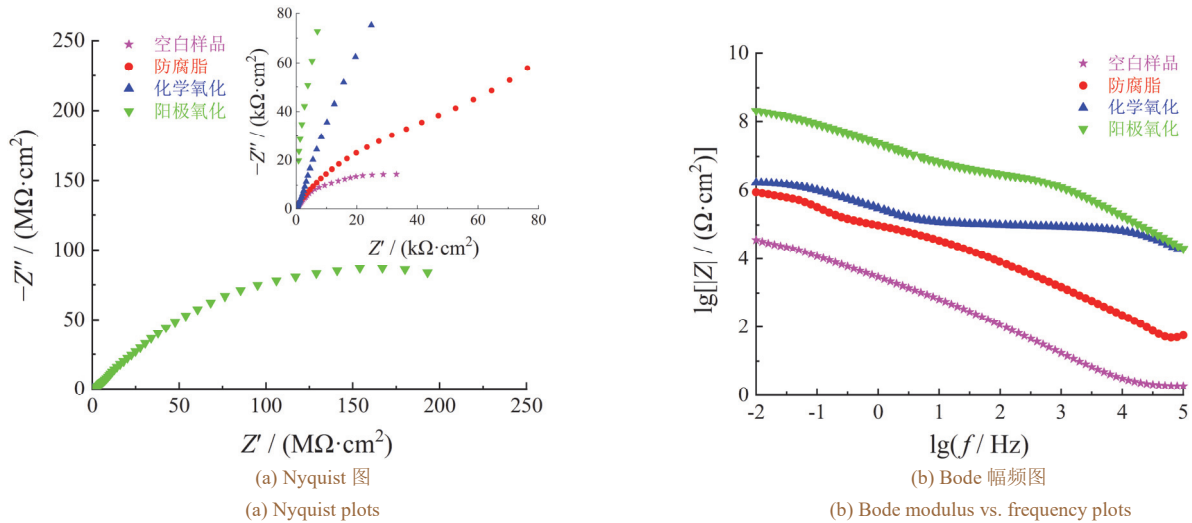 250
200
150
100
50
0
−Z″ / (MΩ·cm²)
空白样品
防腐脂
化学氧化
阳极氧化
80
60
40
20
0
−Z″ / (kΩ·cm²)
0 20 40 60 80
Z′ / (kΩ·cm²)
0 50 100 150 200 250
Z′ / (MΩ·cm²)
(a) Nyquist 图
(a) Nyquist plots
10
8
6
4
2
0
lg[|Z| / (Ω·cm²)]
空白样品
防腐脂
化学氧化
阳极氧化
-2 -1 0 1 2 3 4 5
lg(f / Hz)
(b) Bode 幅频图
(b) Bode modulus vs. frequency plots